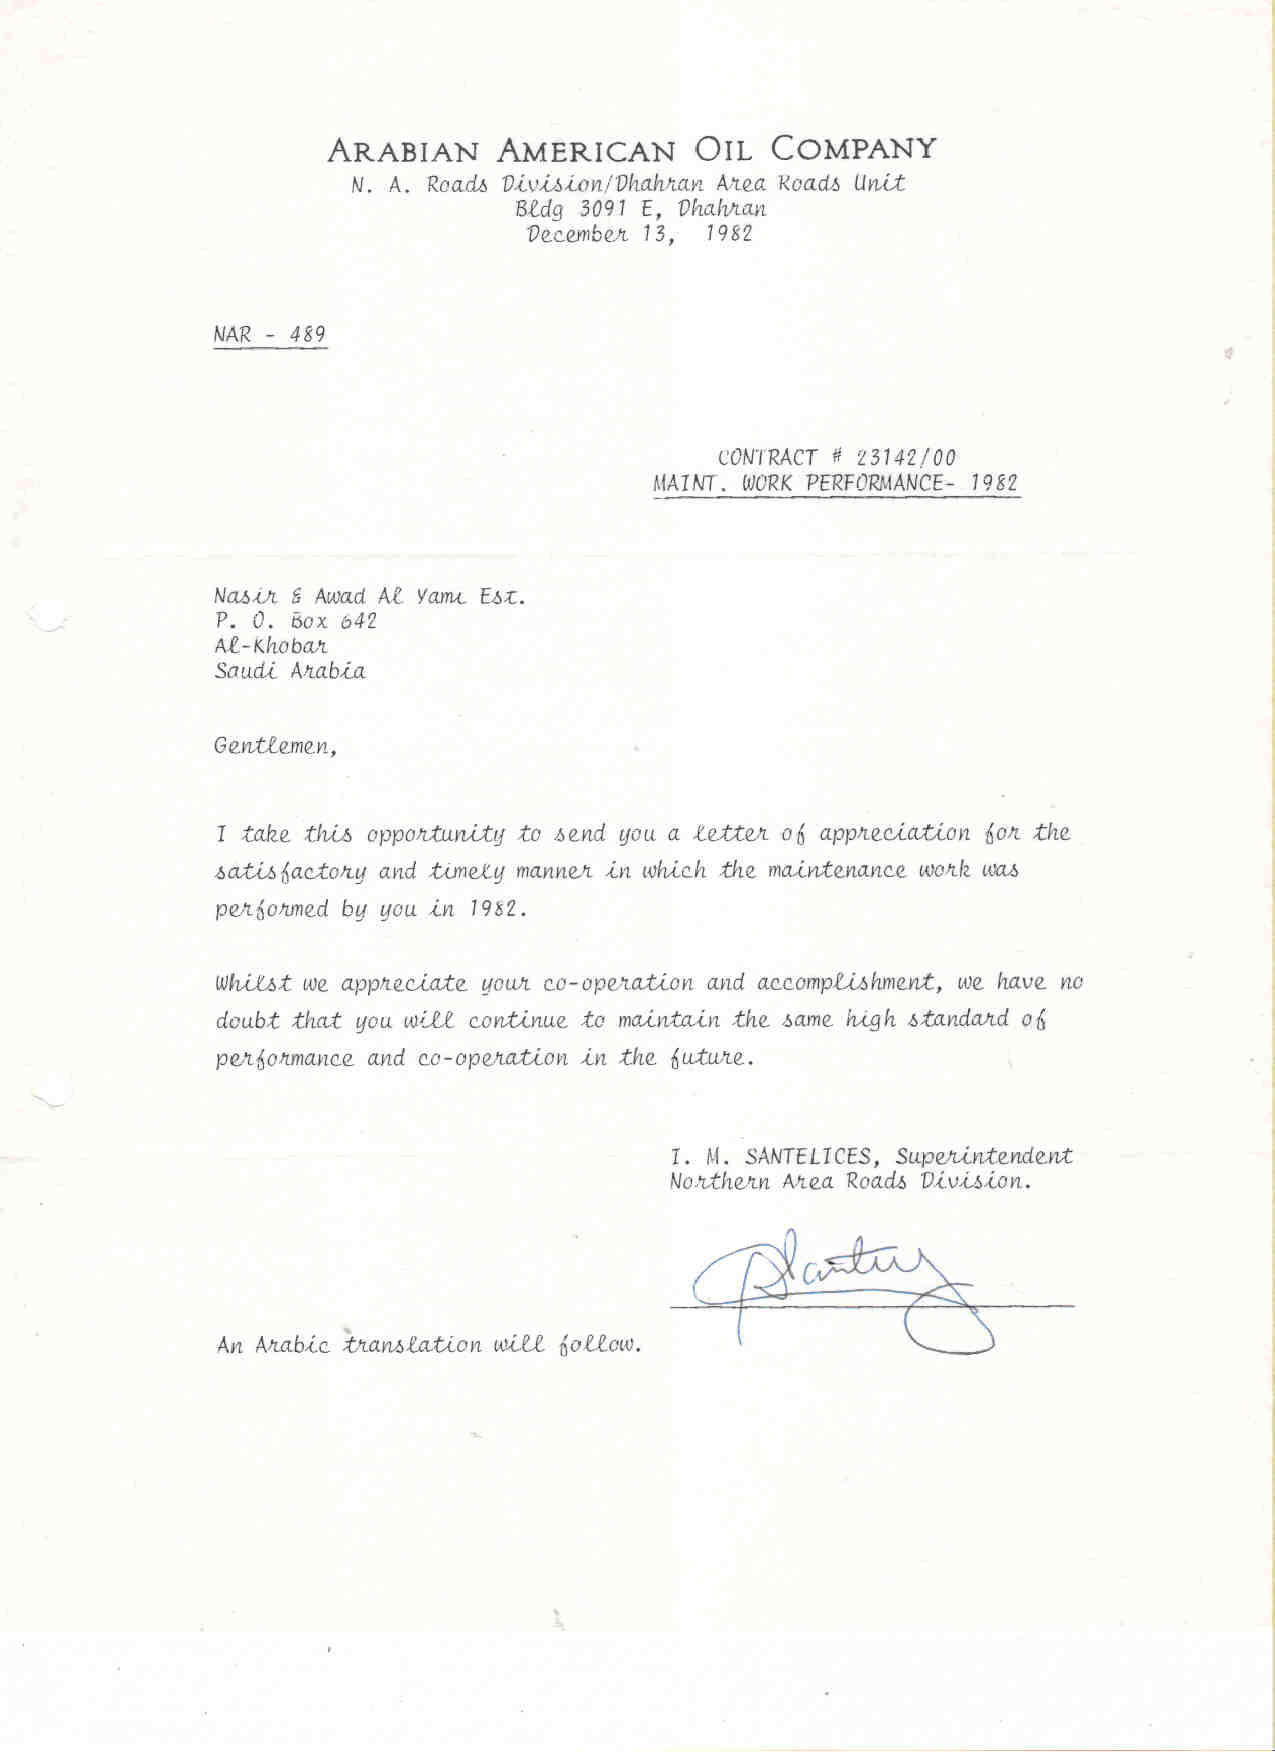 ARABIAN AMERICAN OIL COMPANY
N. A. Roads Division/Dhahran Area Roads Unit
Bldg 3091 E, Dhahran
December 13, 1982
NAR - 489
CONTRACT # 23142/00
MAINT. WORK PERFORMANCE- 1982
Nasir & Awad Al Yami Est.
P. O. Box 642
Al-Khobar
Saudi Arabia
Gentlemen,
I take this opportunity to send you a letter of appreciation for the
satisfactory and timely manner in which the maintenance work was
performed by you in 1982.
Whilst we appreciate your co-operation and accomplishment, we have no
doubt that you will continue to maintain the same high standard of
performance and co-operation in the future.
I. M. SANTELICES, Superintendent
Northern Area Roads Division.
An Arabic translation will follow.